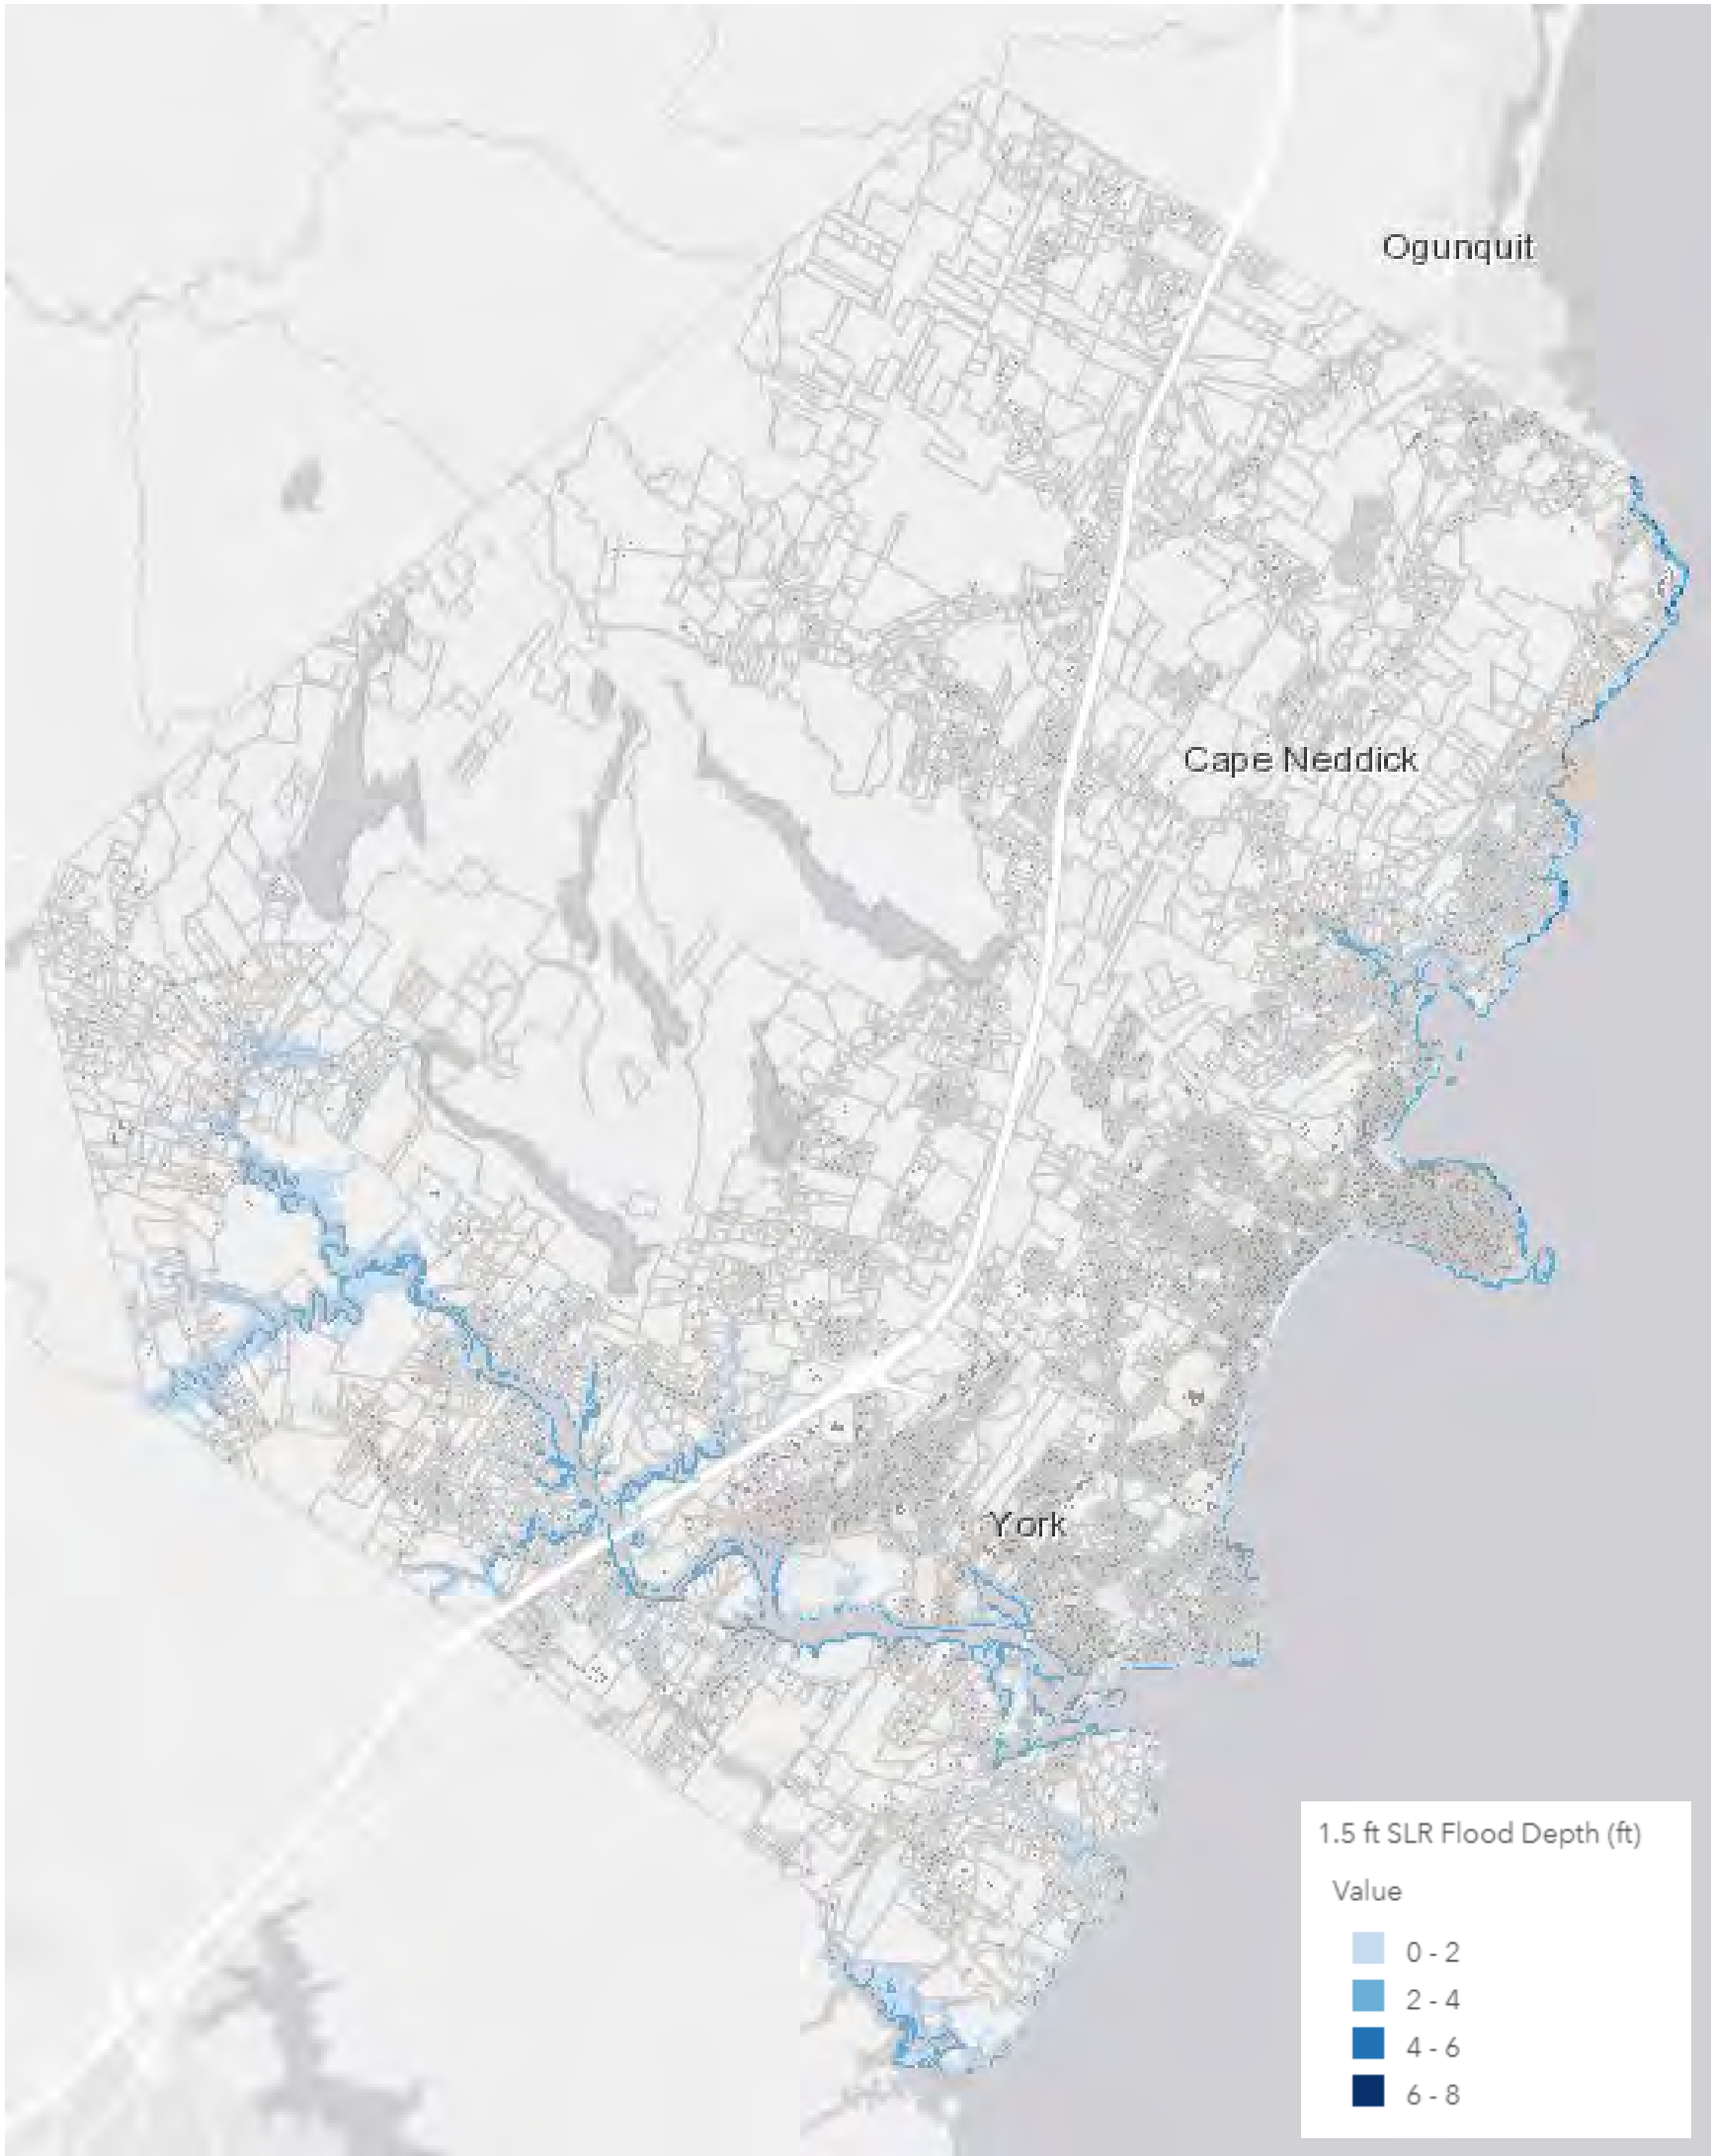 Ogunquit
Cape Neddick
York
1.5 ft SLR Flood Depth (ft)
Value
0 - 2
2 - 4
4 - 6
6 - 8